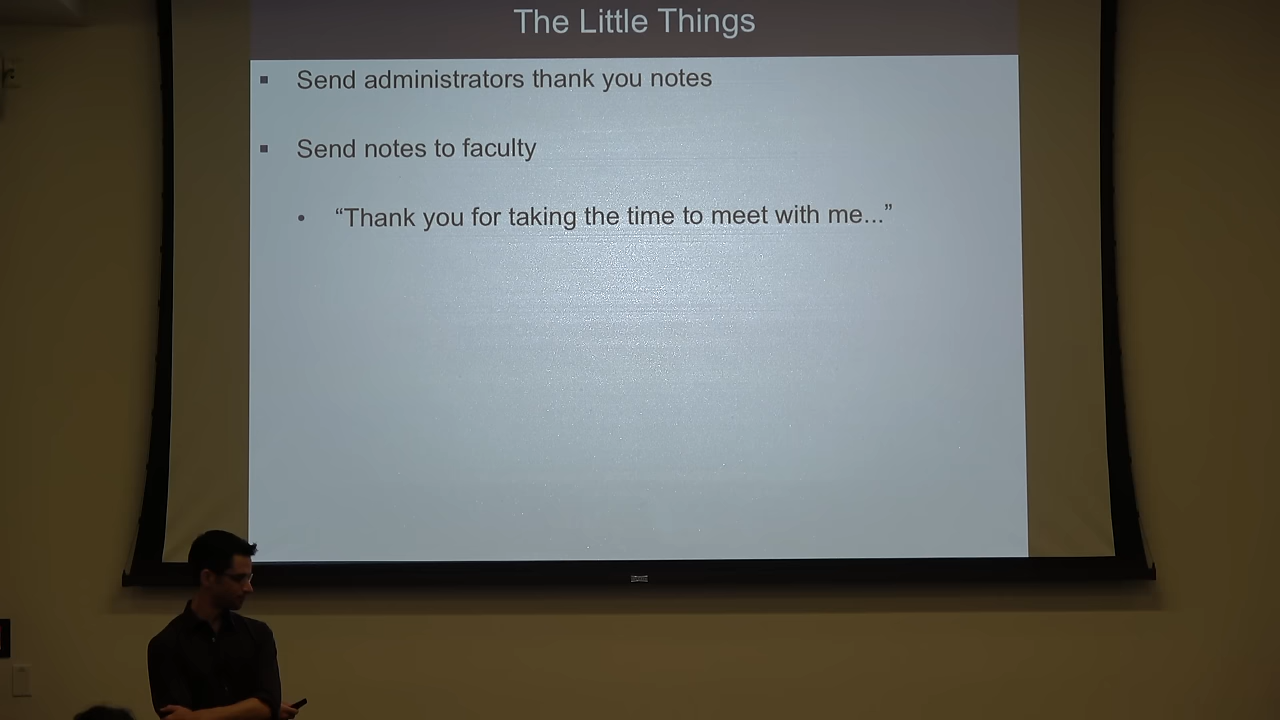 The Little Things
Send administrators thank you notes
Send notes to faculty
“Thank you for taking the time to meet with me...”